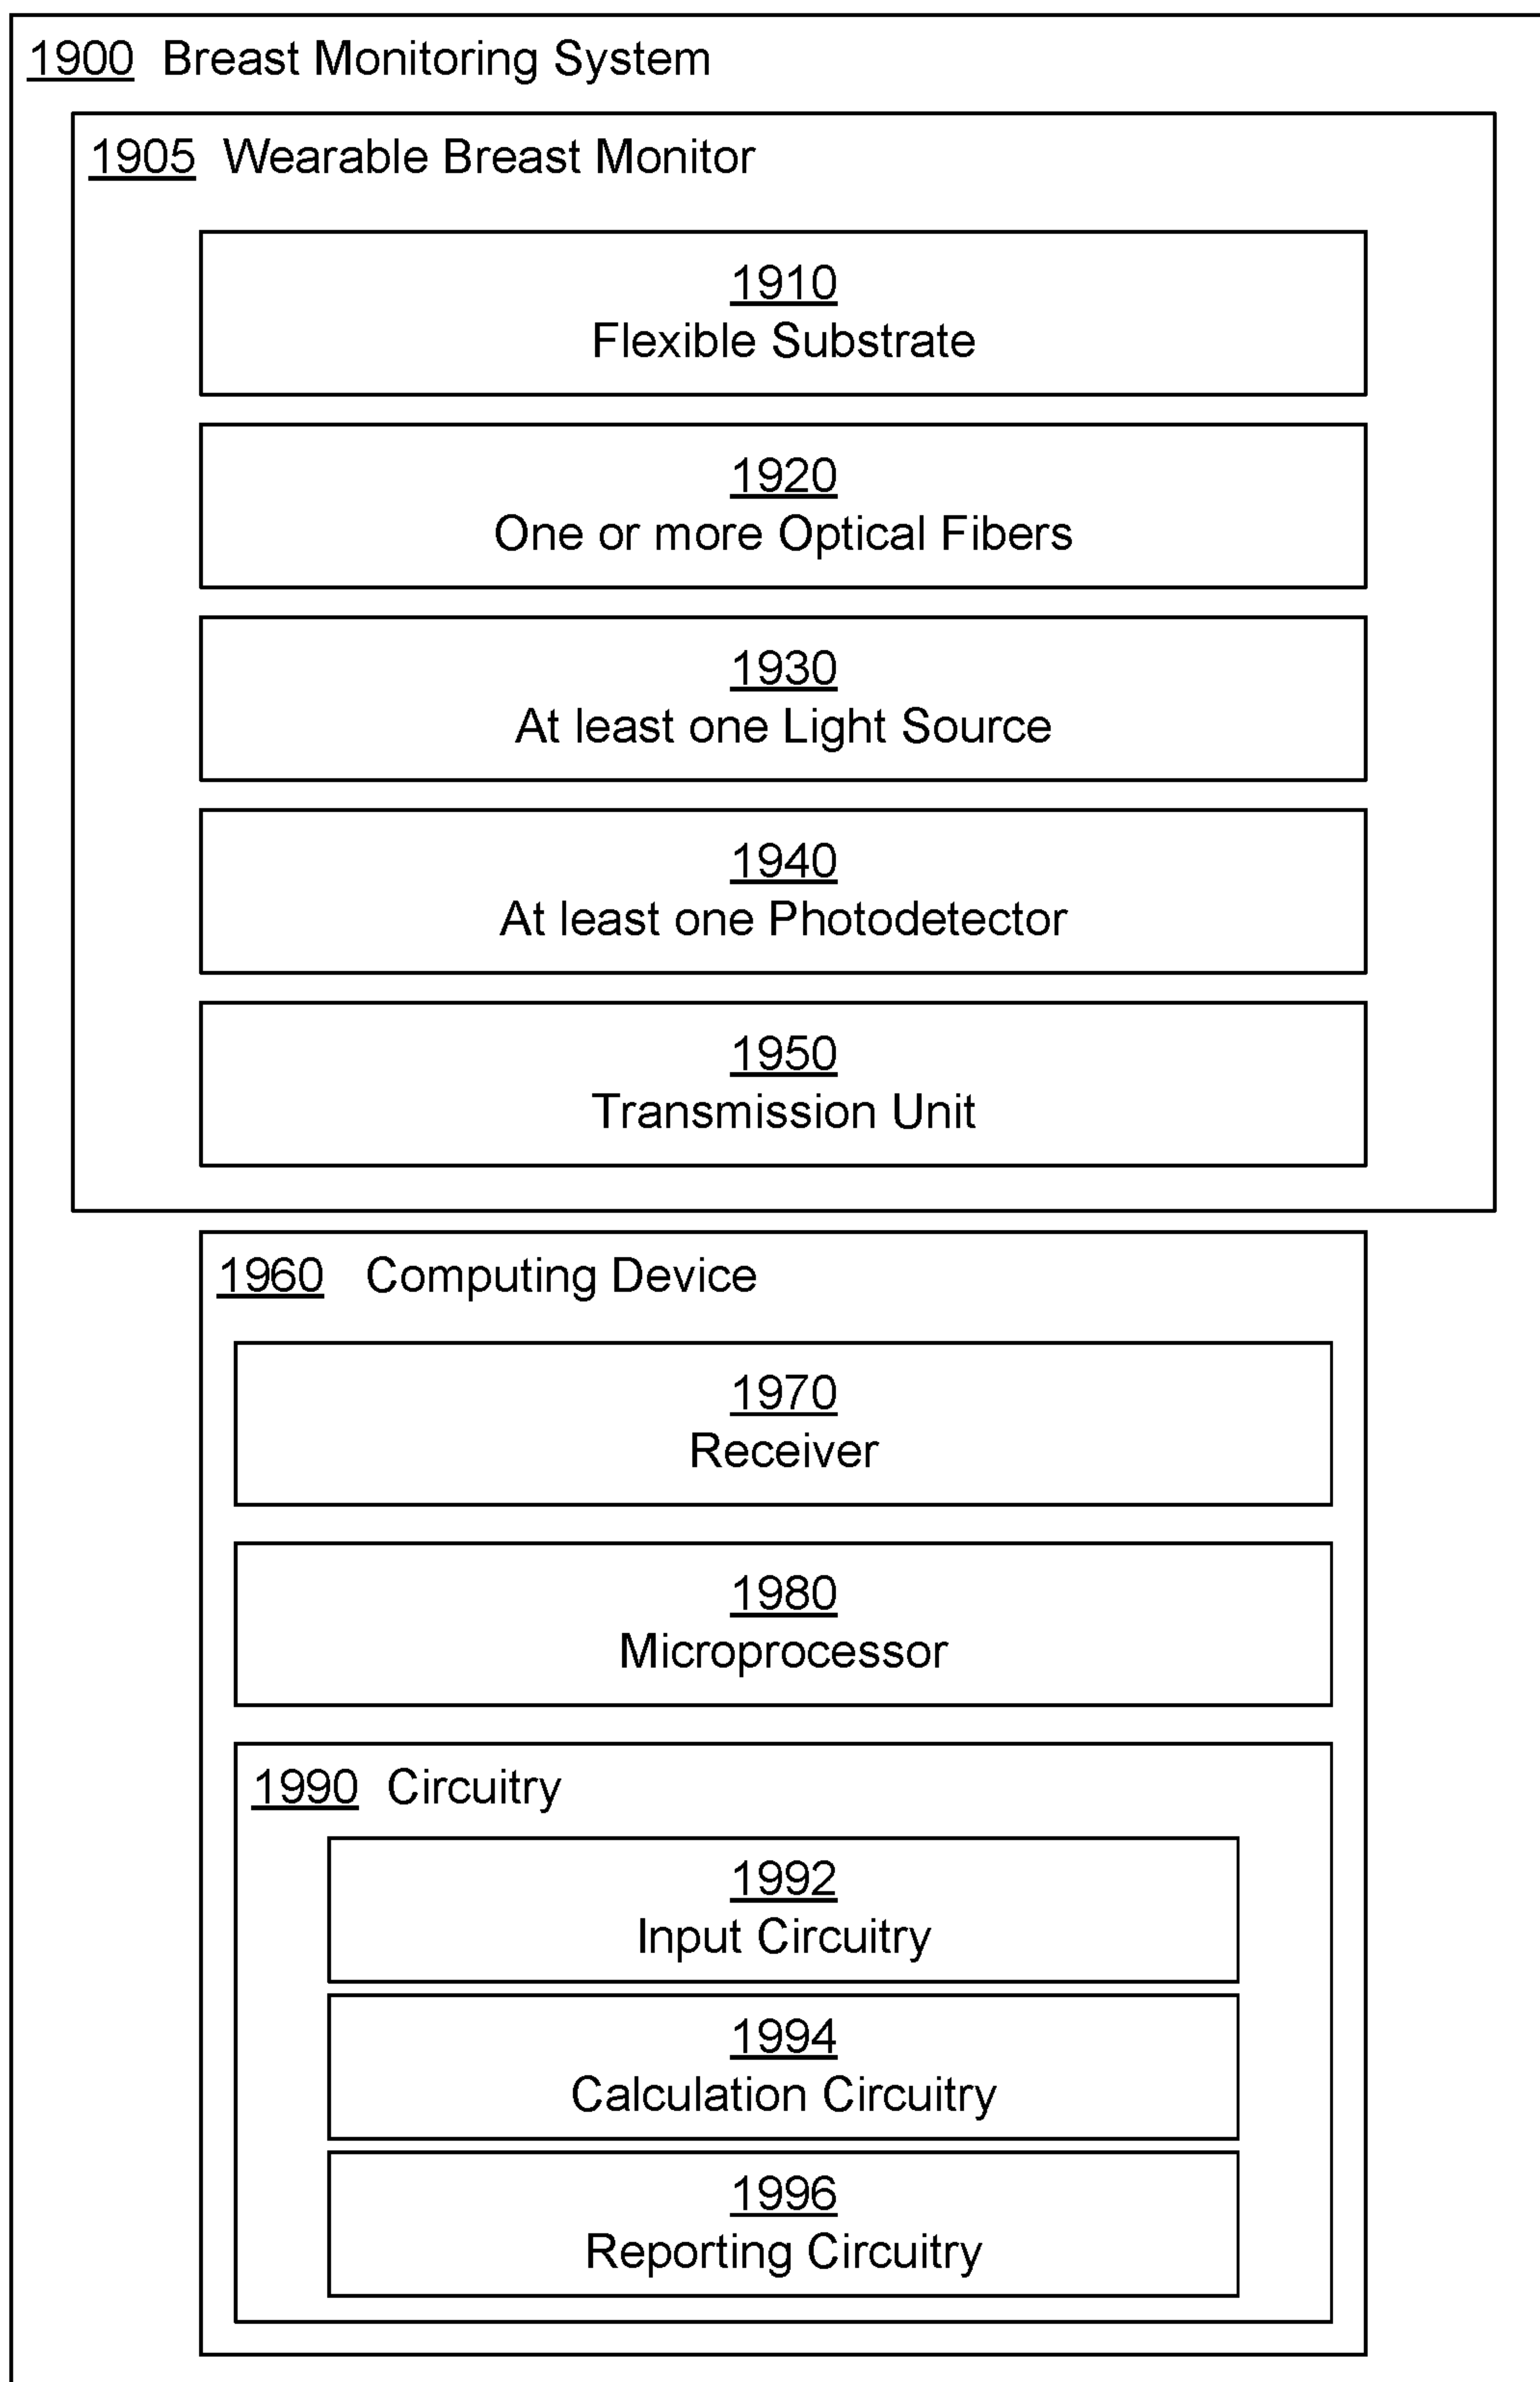 1900 Breast Monitoring System
1905 Wearable Breast Monitor
1910
Flexible Substrate
1920
One or more Optical Fibers
1930
At least one Light Source
1940
At least one Photodetector
1950
Transmission Unit
1960 Computing Device
1970
Receiver
1980
Microprocessor
1990 Circuitry
1992
Input Circuitry
1994
Calculation Circuitry
1996
Reporting Circuitry